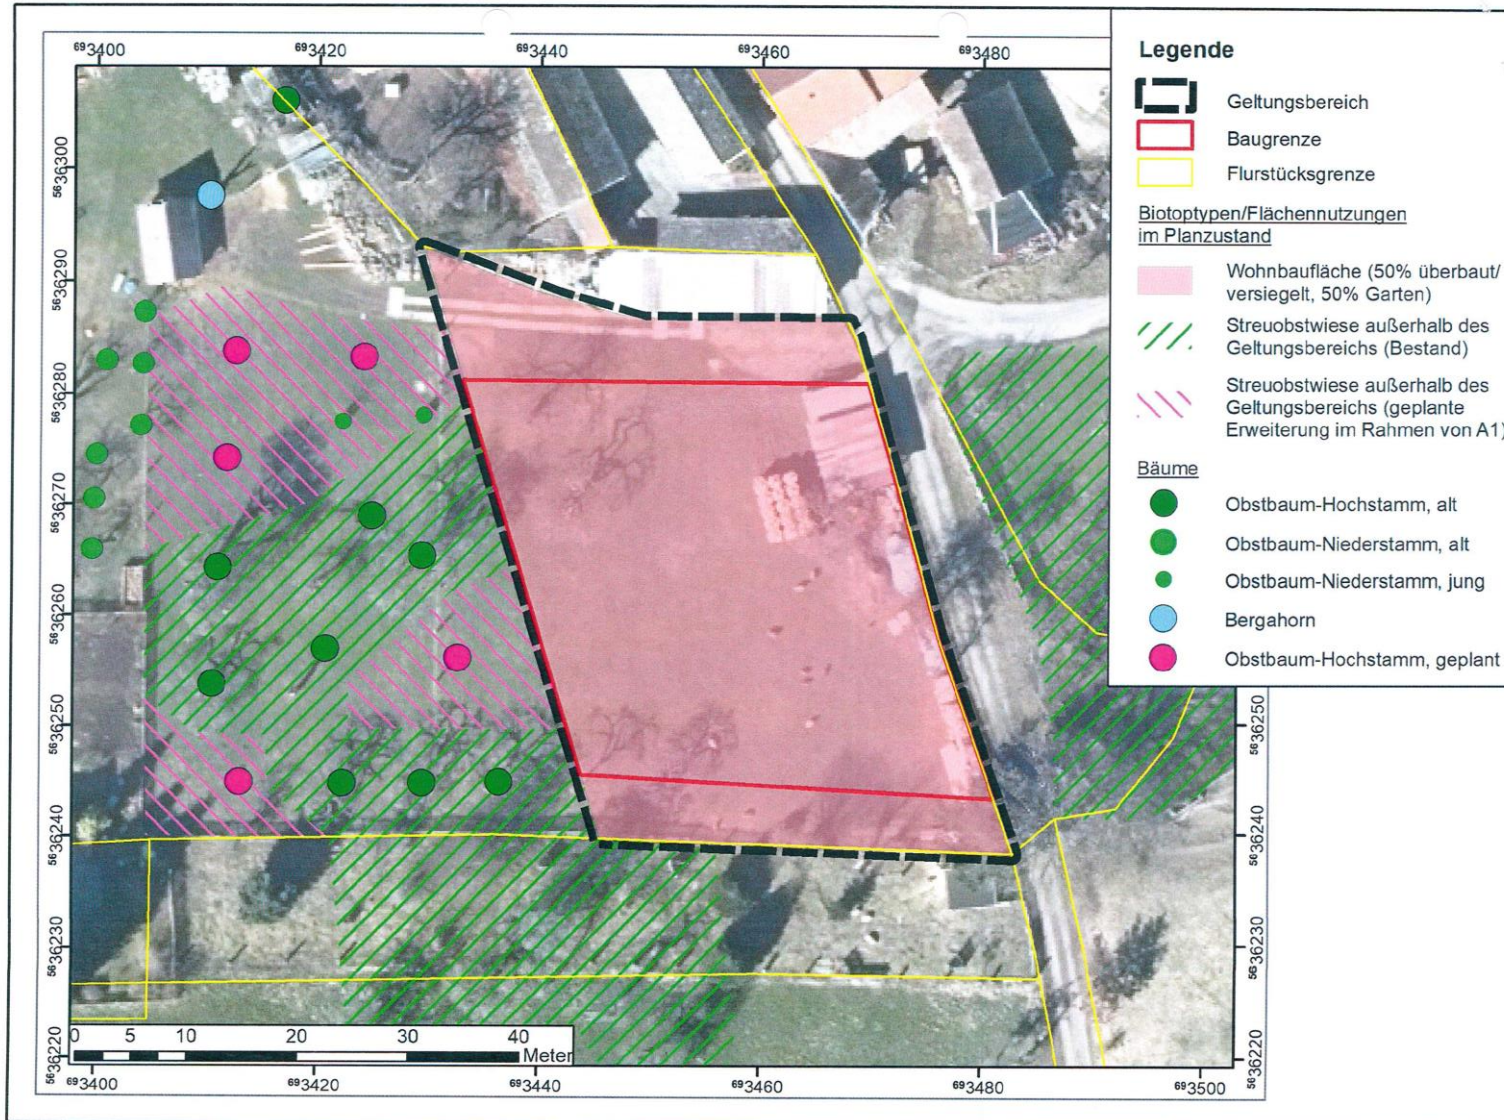 693400 693420 693440 693460 693480
Legende
Geltungsbereich
Baugrenze
Flurstücksgrenze
Biotoptypen/Flächennutzungen
im Planzustand
Wohnbaufläche (50% überbaut/
versiegelt, 50% Garten)
Streuobstwiese außerhalb des
Geltungsbereichs (Bestand)
Streuobstwiese außerhalb des
Geltungsbereichs (geplante
Erweiterung im Rahmen von A1)
Bäume
Obstbaum-Hochstamm, alt
Obstbaum-Niederstamm, alt
Obstbaum-Niederstamm, jung
Bergahorn
Obstbaum-Hochstamm, geplant
5636300
5636290
5636280
5636270
5636260
5636250
5636240
5636230
5636220
5636250
5636240
5636230
5636220
0 5 10 20 30 40
Meter
693400 693420 693440 693460 693480 693500